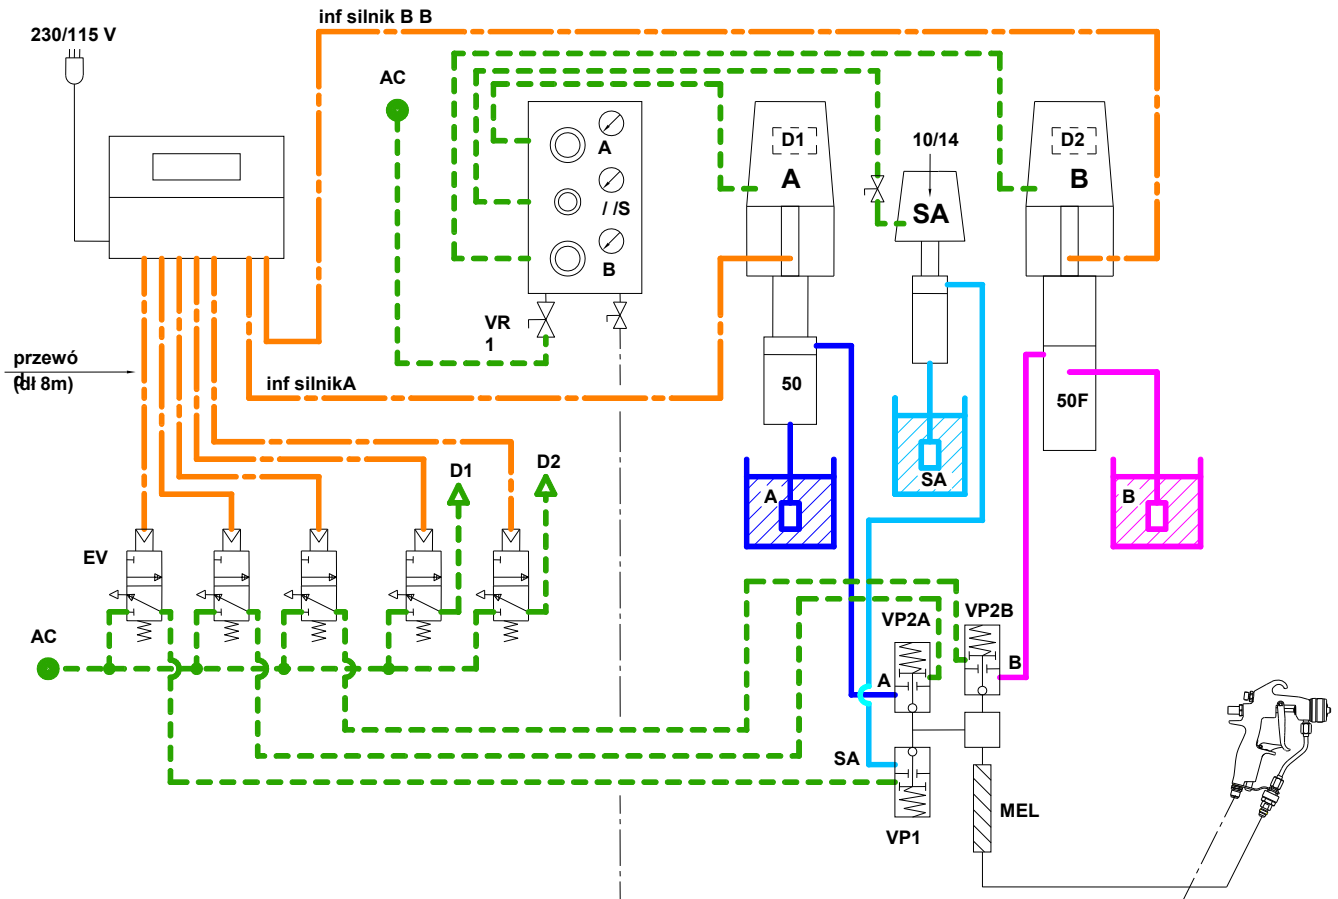 inf silnik B B
230/115 V
AC
A
/ /S
B
VR
1
D1
A
10/14
SA
D2
B
przewó
d
(dł 8m)
inf silnikA
50
50F
D1
D2
A
SA
B
EV
AC
VP2A
VP2B
A
B
SA
VP1
MEL